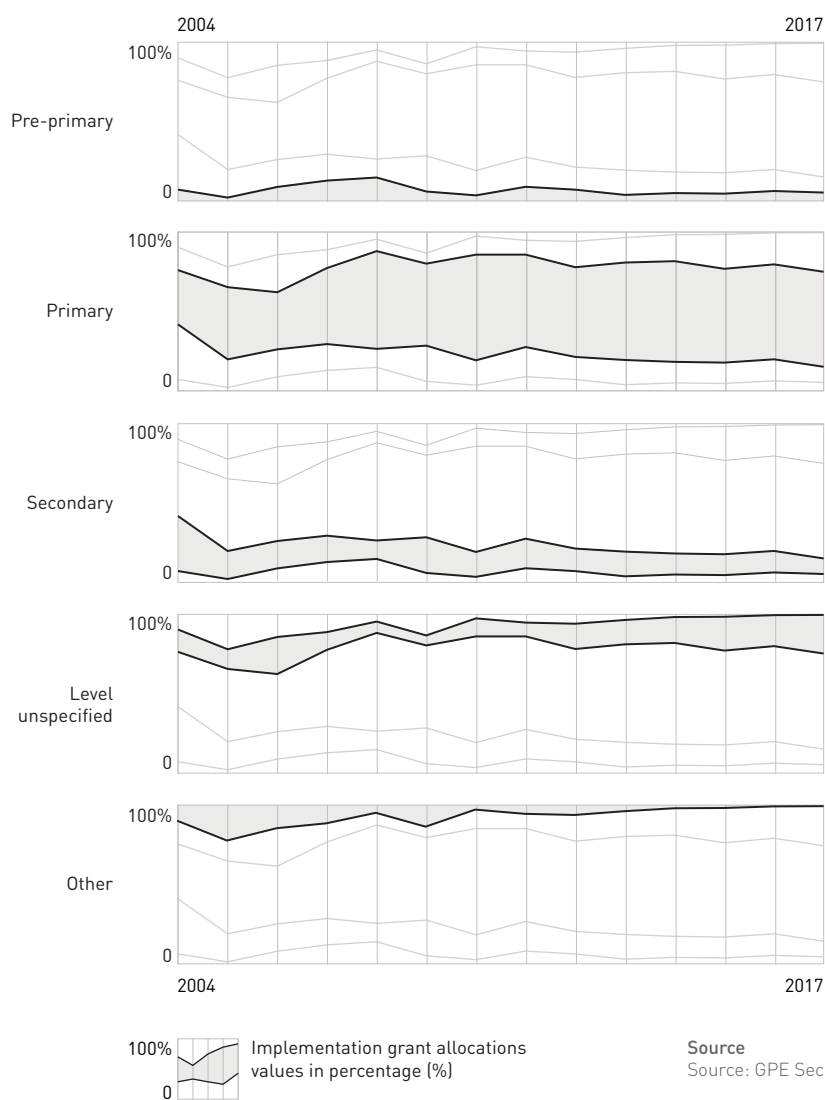 2004 2017
100%
Pre-primary
0
100%
Primary
0
100%
Secondary
0
100%
Level
unspecified
0
100%
Other
0
2004 2017
100%
0
Implementation grant allocations
values in percentage (%)
Source
Source: GPE Sec